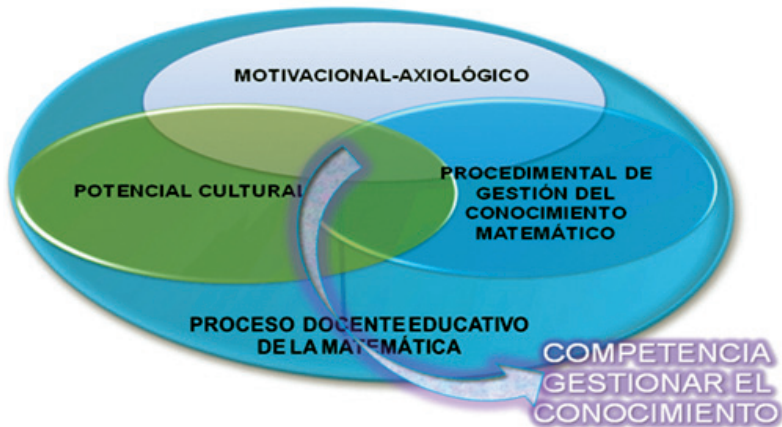 MOTIVACIONAL-AXIOLÓGICO
POTENCIAL CULTURAL
PROCEDIMENTAL DE
GESTIÓN DEL
CONOCIMIENTO
MATEMÁTICO
PROCESO DOCENTE EDUCATIVO
DE LA MATEMÁTICA
COMPETENCIA
GESTIONAR EL
CONOCIMIENTO